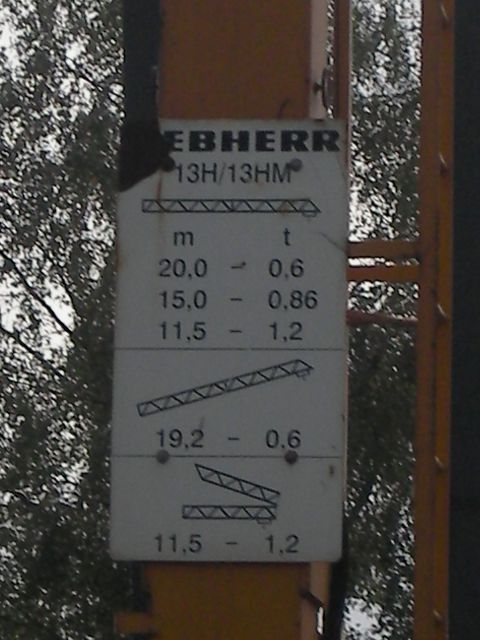 EBHERR
13H/13HM
m t
20,0 - 0,6
15,0 - 0,86
11,5 - 1,2
19,2 - 0,6
11,5 - 1,2